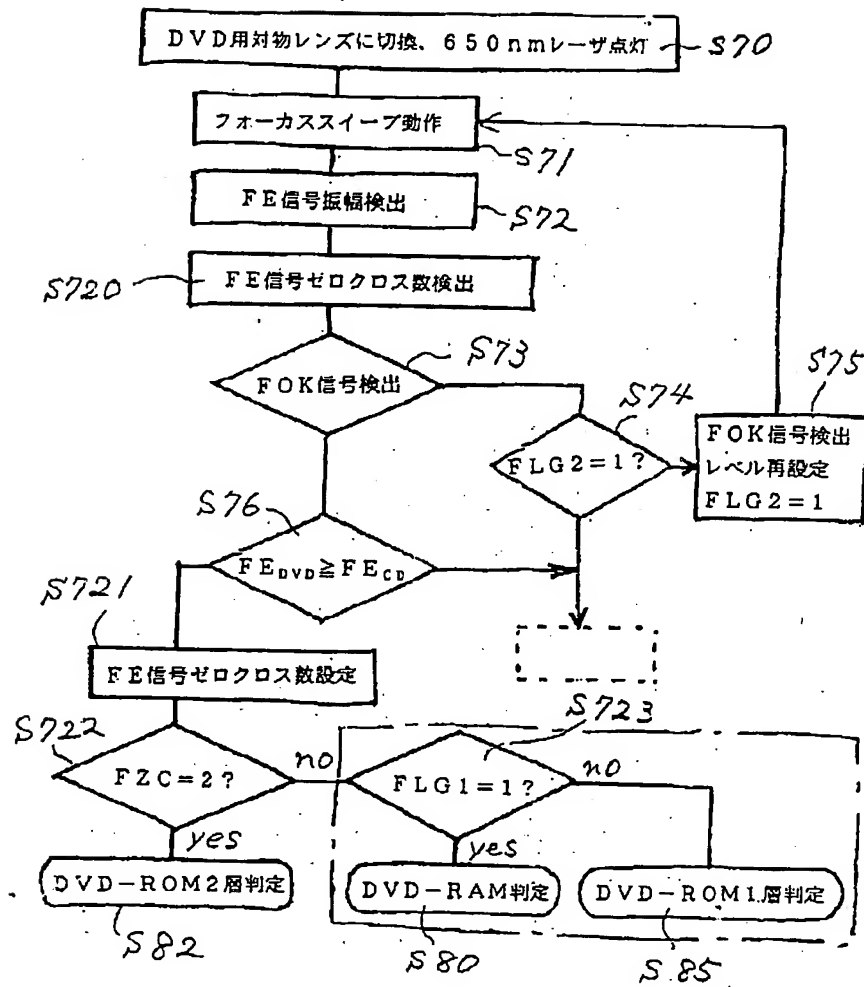 DVD用対物レンズに切換、650nmレーザ点灯
S70
フォーカススイープ動作
S71
FE信号振幅検出
S72
S720
FE信号ゼロクロス数検出
FOK信号検出
S73
FLG2=1?
S74
S75
FOK信号検出
レベル再設定
FLG2=1
S76
FE_DVD≧FE_CD
S721
FE信号ゼロクロス数設定
S722
FZC=2?
no
S723
FLG1=1?
no
yes
yes
DVD-ROM2層判定
DVD-RAM判定
DVD-ROM1層判定
S82
S80
S85